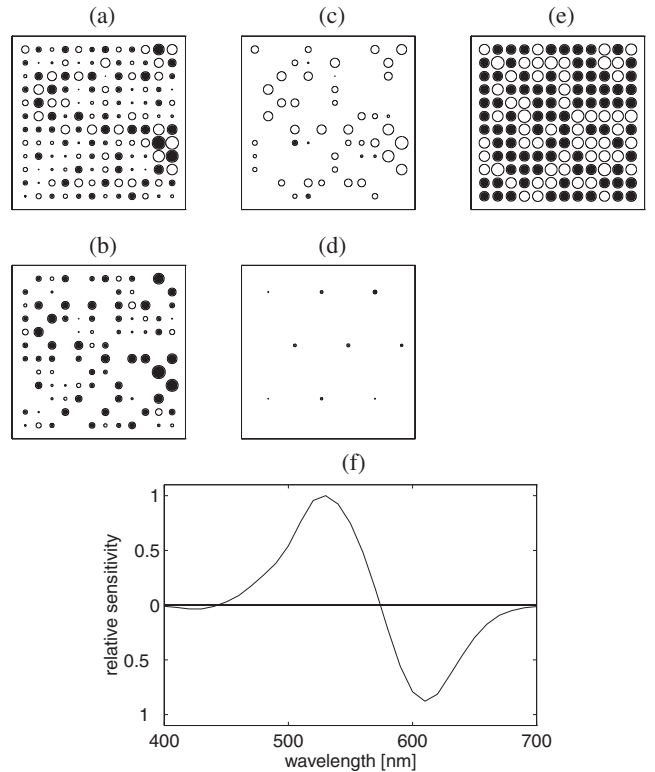 (a)
(c)
(e)
(b)
(d)
(f)
relative sensitivity
1
0.5
0
0.5
1
400
500
600
700
wavelength [nm]